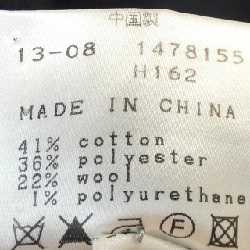 中国製
13-08 1478155
H162
MADE IN CHINA
41% cotton
36% polyester
22% wool
1% polyurethane
F